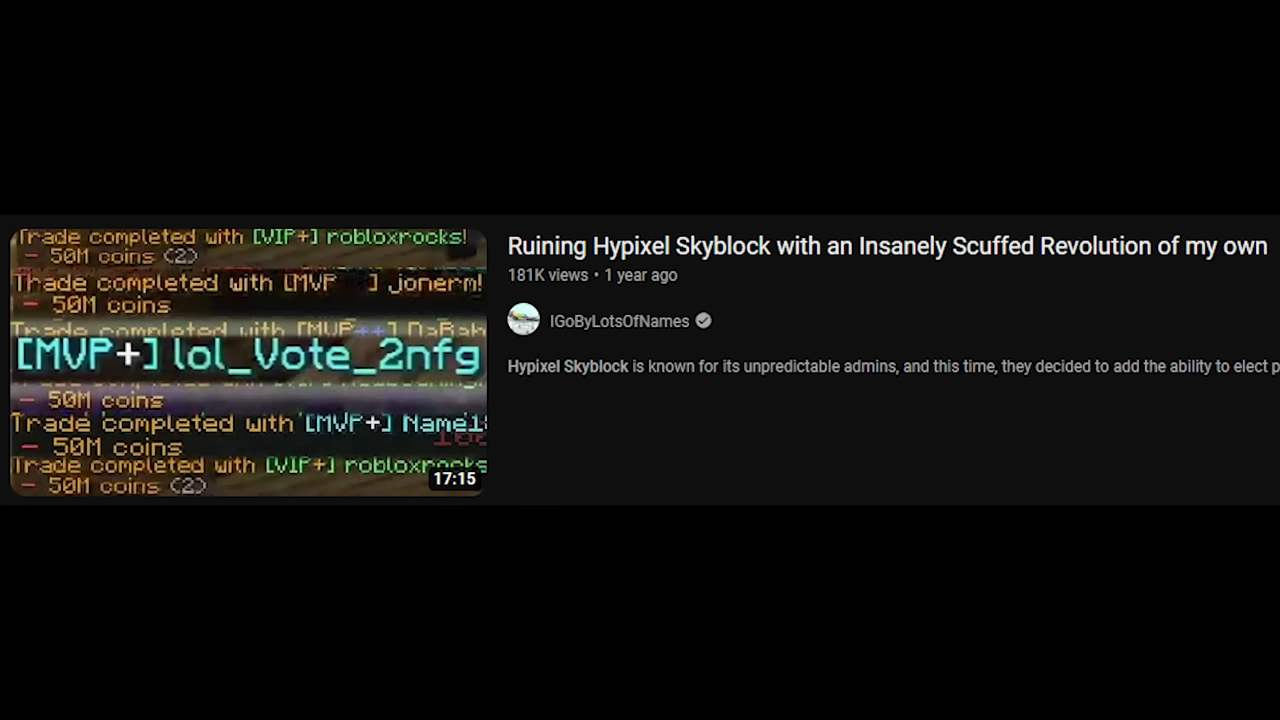 Trade completed with [VIP+] robloxrocks!
- 50M coins (2)
Trade completed with [MVP ] jonerm!
- 50M coins
Trade completed with [MVP++] DaBah
[MVP+] lol_Vote_2nfg
- 50M coins
Trade completed with [MVP+] Name1
- 50M coins
Trade completed with [VIP+] robloxrocks
- 50M coins (2)
17:15
Ruining Hypixel Skyblock with an Insanely Scuffed Revolution of my own
181K views • 1 year ago
IGoByLotsOfNames
Hypixel Skyblock is known for its unpredictable admins, and this time, they decided to add the ability to elect p